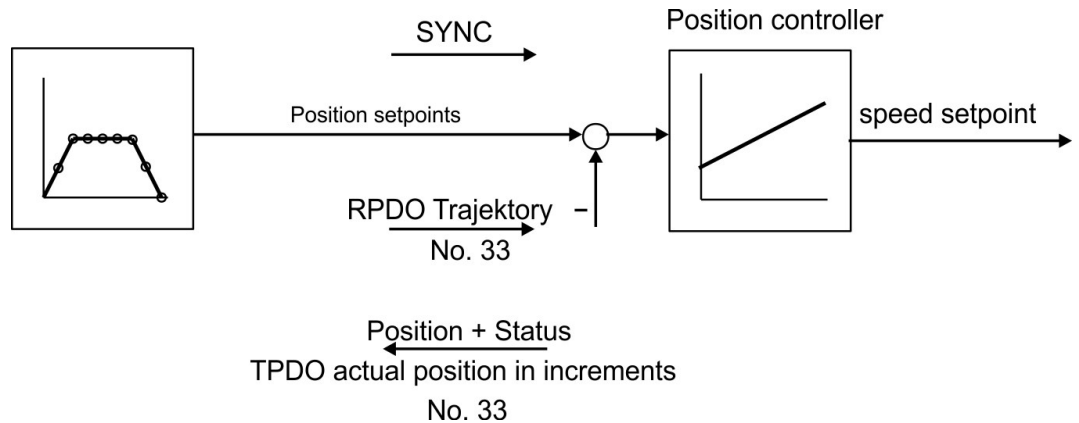 Position controller
SYNC
Position setpoints
speed setpoint
RPDO Trajektory
–
No. 33
Position + Status
TPDO actual position in increments
No. 33